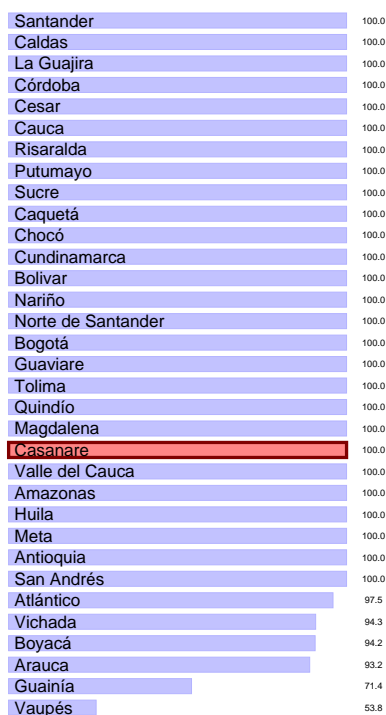 Santander 100.0
Caldas 100.0
La Guajira 100.0
Córdoba 100.0
Cesar 100.0
Cauca 100.0
Risaralda 100.0
Putumayo 100.0
Sucre 100.0
Caquetá 100.0
Chocó 100.0
Cundinamarca 100.0
Bolivar 100.0
Nariño 100.0
Norte de Santander 100.0
Bogotá 100.0
Guaviare 100.0
Tolima 100.0
Quindío 100.0
Magdalena 100.0
Casanare 100.0
Valle del Cauca 100.0
Amazonas 100.0
Huila 100.0
Meta 100.0
Antioquia 100.0
San Andrés 100.0
Atlántico 97.5
Vichada 94.3
Boyacá 94.2
Arauca 93.2
Guainía 71.4
Vaupés 53.8